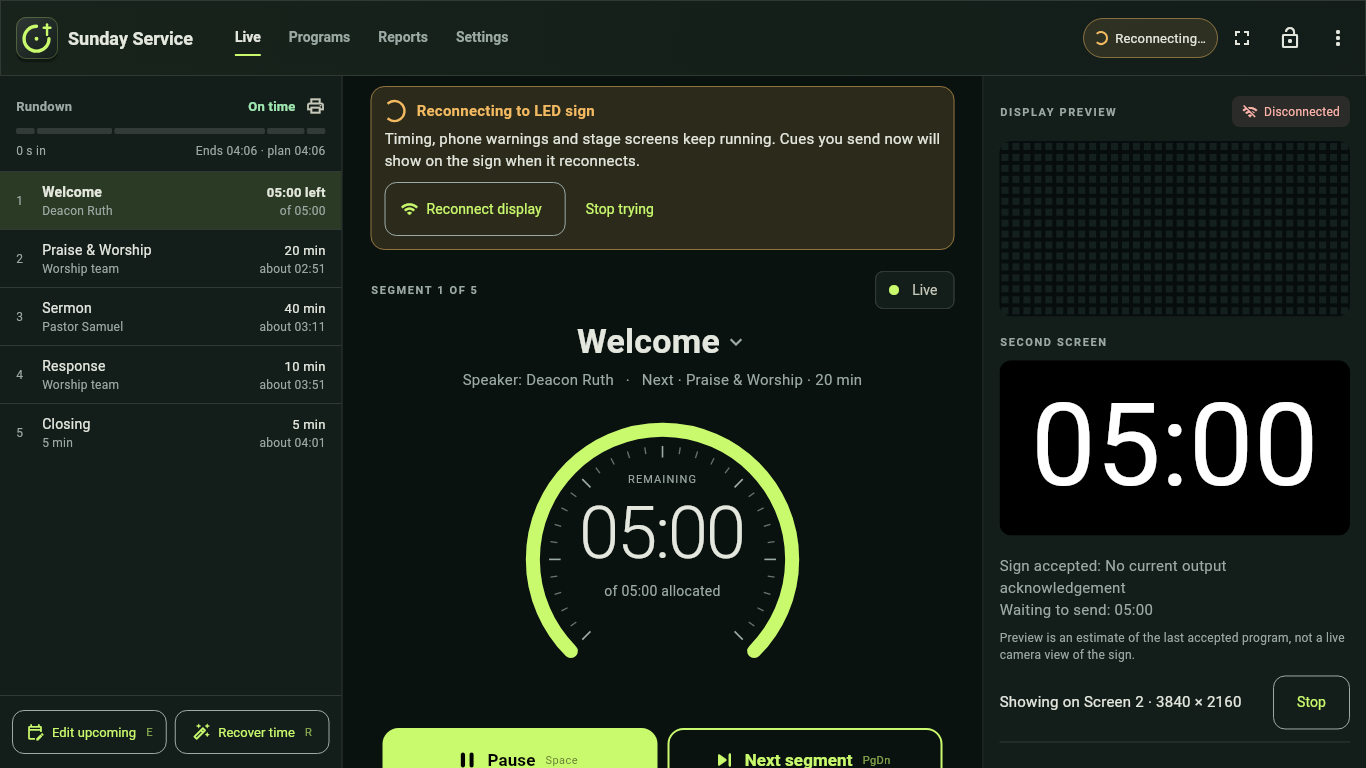 Sunday Service
Live
Programs
Reports
Settings
Reconnecting…
Rundown
On time
0 s in
Ends 04:06 · plan 04:06
1
Welcome
05:00 left
Deacon Ruth
of 05:00
2
Praise & Worship
20 min
Worship team
about 02:51
3
Sermon
40 min
Pastor Samuel
about 03:11
4
Response
10 min
Worship team
about 03:51
5
Closing
5 min
5 min
about 04:01
Edit upcoming E
Recover time R
Reconnecting to LED sign
Timing, phone warnings and stage screens keep running. Cues you send now will
show on the sign when it reconnects.
Reconnect display
Stop trying
SEGMENT 1 OF 5
Live
Welcome
Speaker: Deacon Ruth · Next · Praise & Worship · 20 min
REMAINING
05:00
of 05:00 allocated
Pause Space
Next segment PgDn
DISPLAY PREVIEW
Disconnected
SECOND SCREEN
05:00
Sign accepted: No current output
acknowledgement
Waiting to send: 05:00
Preview is an estimate of the last accepted program, not a live
camera view of the sign.
Showing on Screen 2 · 3840 × 2160
Stop